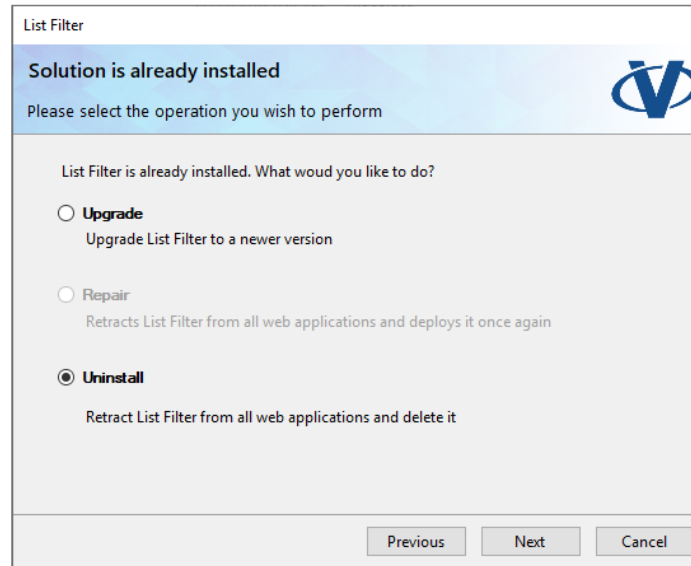 List Filter
Solution is already installed
Please select the operation you wish to perform
List Filter is already installed. What woud you like to do?
Upgrade
Upgrade List Filter to a newer version
Repair
Retracts List Filter from all web applications and deploys it once again
Uninstall
Retract List Filter from all web applications and delete it
Previous Next Cancel